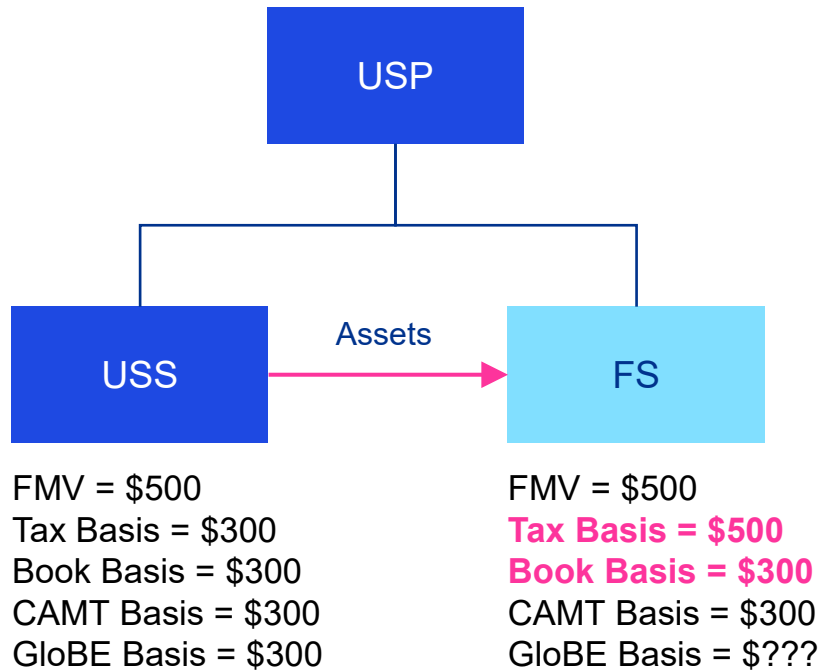 USP
Assets
USS
FS
FMV = $500
Tax Basis = $300
Book Basis = $300
CAMT Basis = $300
GloBE Basis = $300
FMV = $500
Tax Basis = $500
Book Basis = $300
CAMT Basis = $300
GloBE Basis = $???